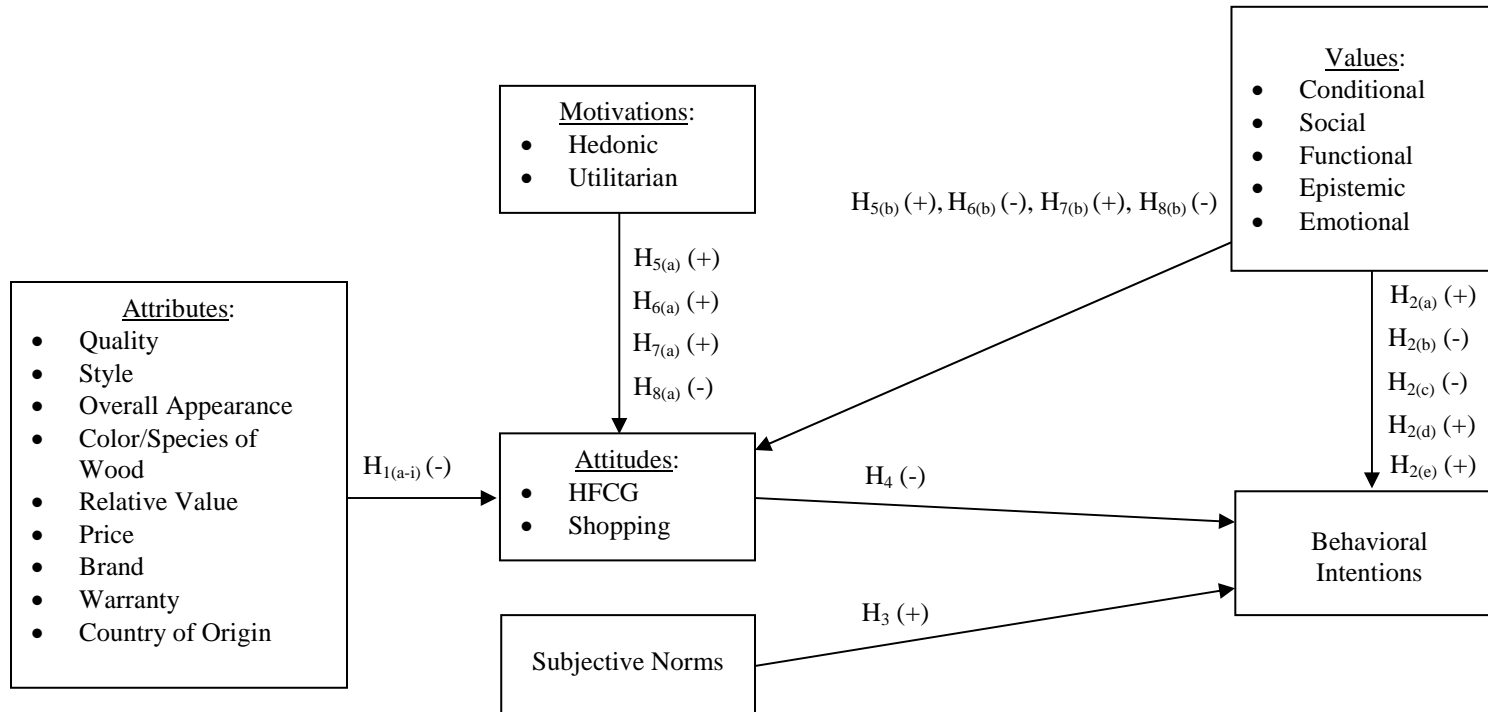 Values:
• Conditional
• Social
• Functional
• Epistemic
• Emotional
Motivations:
• Hedonic
• Utilitarian
H5(b) (+), H6(b) (-), H7(b) (+), H8(b) (-)
H5(a) (+)
H6(a) (+)
H7(a) (+)
H8(a) (-)
H2(a) (+)
H2(b) (-)
H2(c) (-)
H2(d) (+)
H2(e) (+)
Attributes:
• Quality
• Style
• Overall Appearance
• Color/Species of
Wood
• Relative Value
• Price
• Brand
• Warranty
• Country of Origin
H1(a-i) (-)
Attitudes:
• HFCG
• Shopping
H4 (-)
Behavioral
Intentions
H3 (+)
Subjective Norms